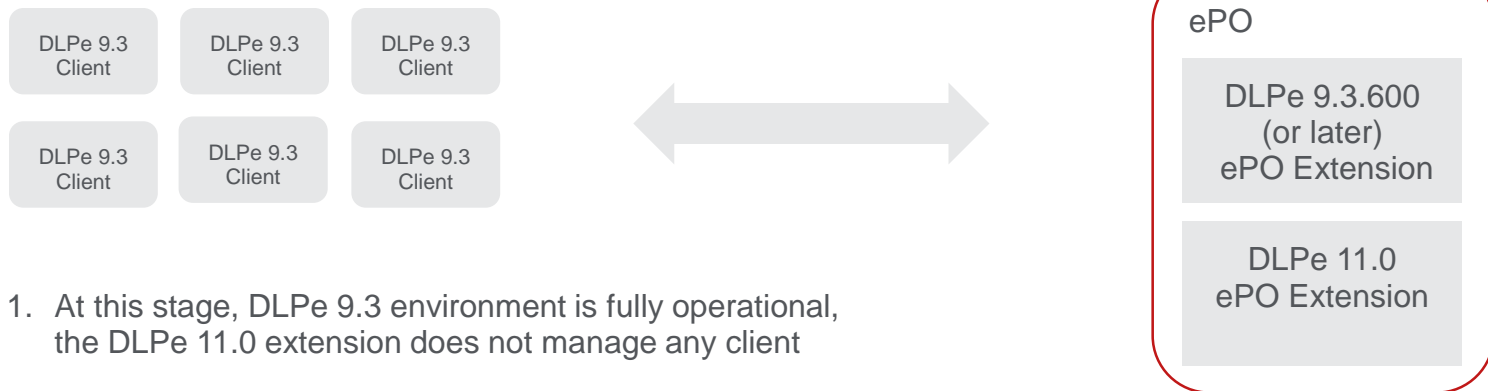 DLPe 9.3
Client
DLPe 9.3
Client
DLPe 9.3
Client
DLPe 9.3
Client
DLPe 9.3
Client
DLPe 9.3
Client
ePO
DLPe 9.3.600
(or later)
ePO Extension
DLPe 11.0
ePO Extension
1. At this stage, DLPe 9.3 environment is fully operational,
the DLPe 11.0 extension does not manage any client